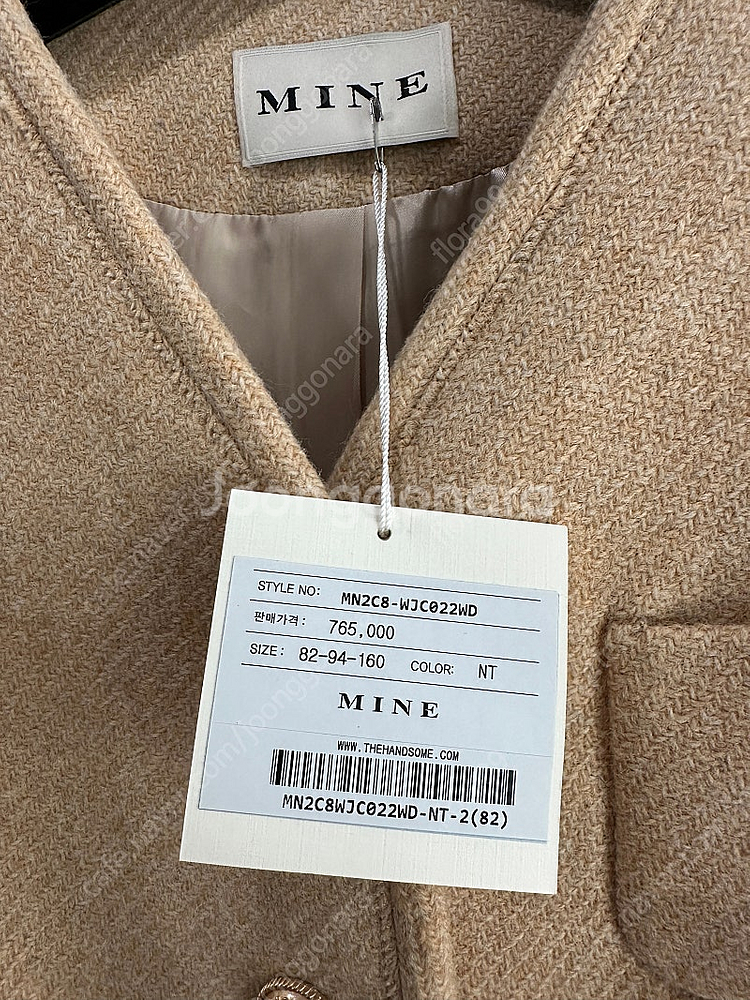 MINE
Joonggonara
STYLE NO: MN2C8-WJC022WD
판매가격: 765,000
SIZE: 82-94-160 COLOR: NT
MINE
WWW.THEHANDSOME.COM
MN2C8WJC022WD-NT-2(82)